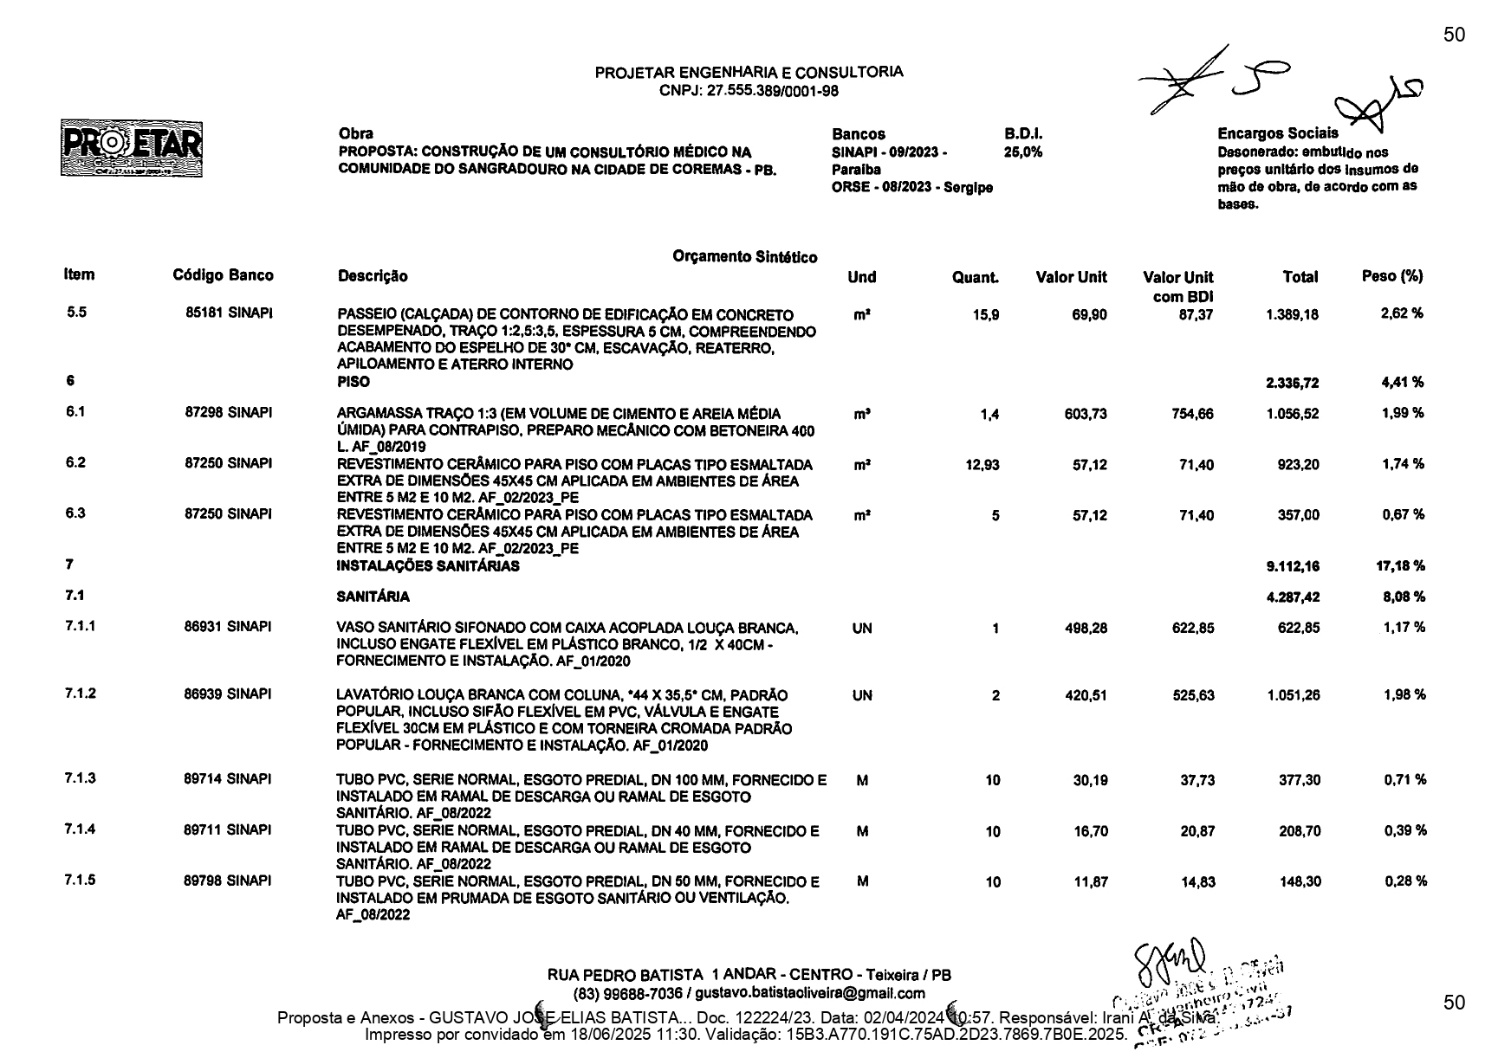 50
PROJETAR ENGENHARIA E CONSULTORIA
CNPJ: 27.555.389/0001-98
PROJETAR
Obra
PROPOSTA: CONSTRUÇÃO DE UM CONSULTÓRIO MÉDICO NA
COMUNIDADE DO SANGRADOURO NA CIDADE DE COREMAS - PB.
Bancos
SINAPI - 09/2023 -
Paraíba
ORSE - 08/2023 - Sergipe
B.D.I.
25,0%
Encargos Sociais
Desonerado: embutido nos
preços unitário dos insumos de
mão de obra, de acordo com as
bases.
Orçamento Sintético
Item Código Banco Descrição Und Quant. Valor Unit Valor Unit com BDI Total Peso (%)
5.5 85181 SINAPI PASSEIO (CALÇADA) DE CONTORNO DE EDIFICAÇÃO EM CONCRETO m² 15,9 69,90 87,37 1.389,18 2,62 %
DESEMPENADO, TRAÇO 1:2,5:3,5, ESPESSURA 5 CM, COMPREENDENDO
ACABAMENTO DO ESPELHO DE 30* CM, ESCAVAÇÃO, REATERRO,
APILOAMENTO E ATERRO INTERNO
6 PISO 2.336,72 4,41 %
6.1 87298 SINAPI ARGAMASSA TRAÇO 1:3 (EM VOLUME DE CIMENTO E AREIA MÉDIA m³ 1,4 603,73 754,66 1.056,52 1,99 %
ÚMIDA) PARA CONTRAPISO, PREPARO MECÂNICO COM BETONEIRA 400
L. AF_08/2019
6.2 87250 SINAPI REVESTIMENTO CERÂMICO PARA PISO COM PLACAS TIPO ESMALTADA m² 12,93 57,12 71,40 923,20 1,74 %
EXTRA DE DIMENSÕES 45X45 CM APLICADA EM AMBIENTES DE ÁREA
ENTRE 5 M2 E 10 M2. AF_02/2023_PE
6.3 87250 SINAPI REVESTIMENTO CERÂMICO PARA PISO COM PLACAS TIPO ESMALTADA m² 5 57,12 71,40 357,00 0,67 %
EXTRA DE DIMENSÕES 45X45 CM APLICADA EM AMBIENTES DE ÁREA
ENTRE 5 M2 E 10 M2. AF_02/2023_PE
7 INSTALAÇÕES SANITÁRIAS 9.112,16 17,18 %
7.1 SANITÁRIA 4.287,42 8,08 %
7.1.1 86931 SINAPI VASO SANITÁRIO SIFONADO COM CAIXA ACOPLADA LOUÇA BRANCA, UN 1 498,28 622,85 622,85 1,17 %
INCLUSO ENGATE FLEXÍVEL EM PLÁSTICO BRANCO, 1/2 X 40CM -
FORNECIMENTO E INSTALAÇÃO. AF_01/2020
7.1.2 86939 SINAPI LAVATÓRIO LOUÇA BRANCA COM COLUNA, *44 X 35,5* CM, PADRÃO UN 2 420,51 525,63 1.051,26 1,98 %
POPULAR, INCLUSO SIFÃO FLEXÍVEL EM PVC, VÁLVULA E ENGATE
FLEXÍVEL 30CM EM PLÁSTICO E COM TORNEIRA CROMADA PADRÃO
POPULAR - FORNECIMENTO E INSTALAÇÃO. AF_01/2020
7.1.3 89714 SINAPI TUBO PVC, SERIE NORMAL, ESGOTO PREDIAL, DN 100 MM, FORNECIDO E M 10 30,19 37,73 377,30 0,71 %
INSTALADO EM RAMAL DE DESCARGA OU RAMAL DE ESGOTO
SANITÁRIO. AF_08/2022
7.1.4 89711 SINAPI TUBO PVC, SERIE NORMAL, ESGOTO PREDIAL, DN 40 MM, FORNECIDO E M 10 16,70 20,87 208,70 0,39 %
INSTALADO EM RAMAL DE DESCARGA OU RAMAL DE ESGOTO
SANITÁRIO. AF_08/2022
7.1.5 89798 SINAPI TUBO PVC, SERIE NORMAL, ESGOTO PREDIAL, DN 50 MM, FORNECIDO E M 10 11,87 14,83 148,30 0,28 %
INSTALADO EM PRUMADA DE ESGOTO SANITÁRIO OU VENTILAÇÃO.
AF_08/2022
RUA PEDRO BATISTA 1 ANDAR - CENTRO - Teixeira / PB
(83) 99688-7036 / gustavo.batistaoliveira@gmail.com
Proposta e Anexos - GUSTAVO JOSE ELIAS BATISTA... Doc. 122224/23. Data: 02/04/2024 10:57. Responsável: Irani A. da Silva.
Impresso por convidado em 18/06/2025 11:30. Validação: 15B3.A770.191C.75AD.2D23.7869.7B0E.2025.
50